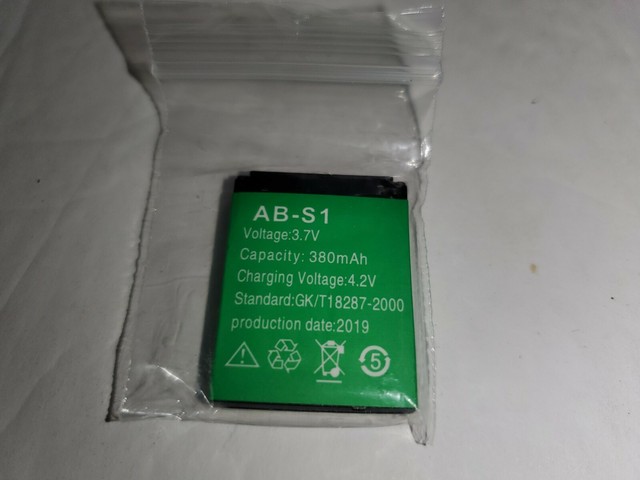 AB-S1
Voltage:3.7V
Capacity: 380mAh
Charging Voltage:4.2V
Standard:GK/T18287-2000
production date:2019
5